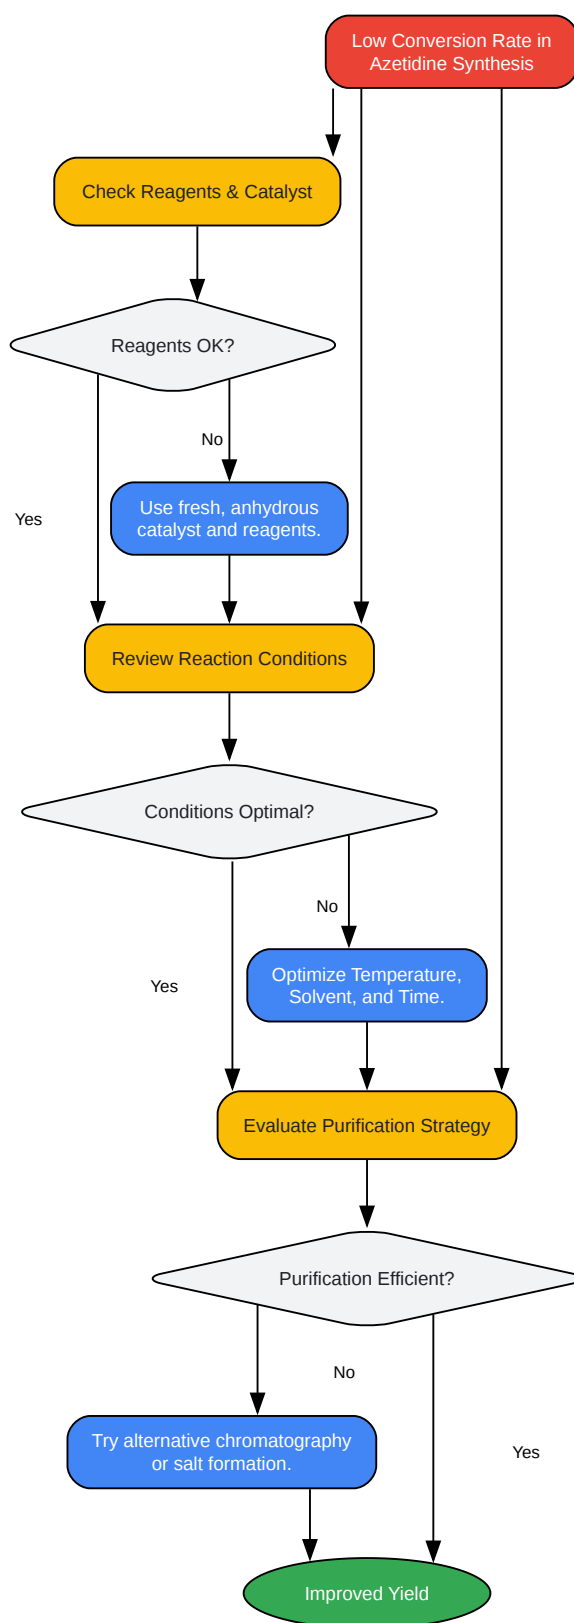 Low Conversion Rate in
Azetidine Synthesis
Check Reagents & Catalyst
Reagents OK?
No
Yes
Use fresh, anhydrous
catalyst and reagents.
Review Reaction Conditions
Conditions Optimal?
No
Yes
Optimize Temperature,
Solvent, and Time.
Evaluate Purification Strategy
Purification Efficient?
No
Yes
Try alternative chromatography
or salt formation.
Improved Yield